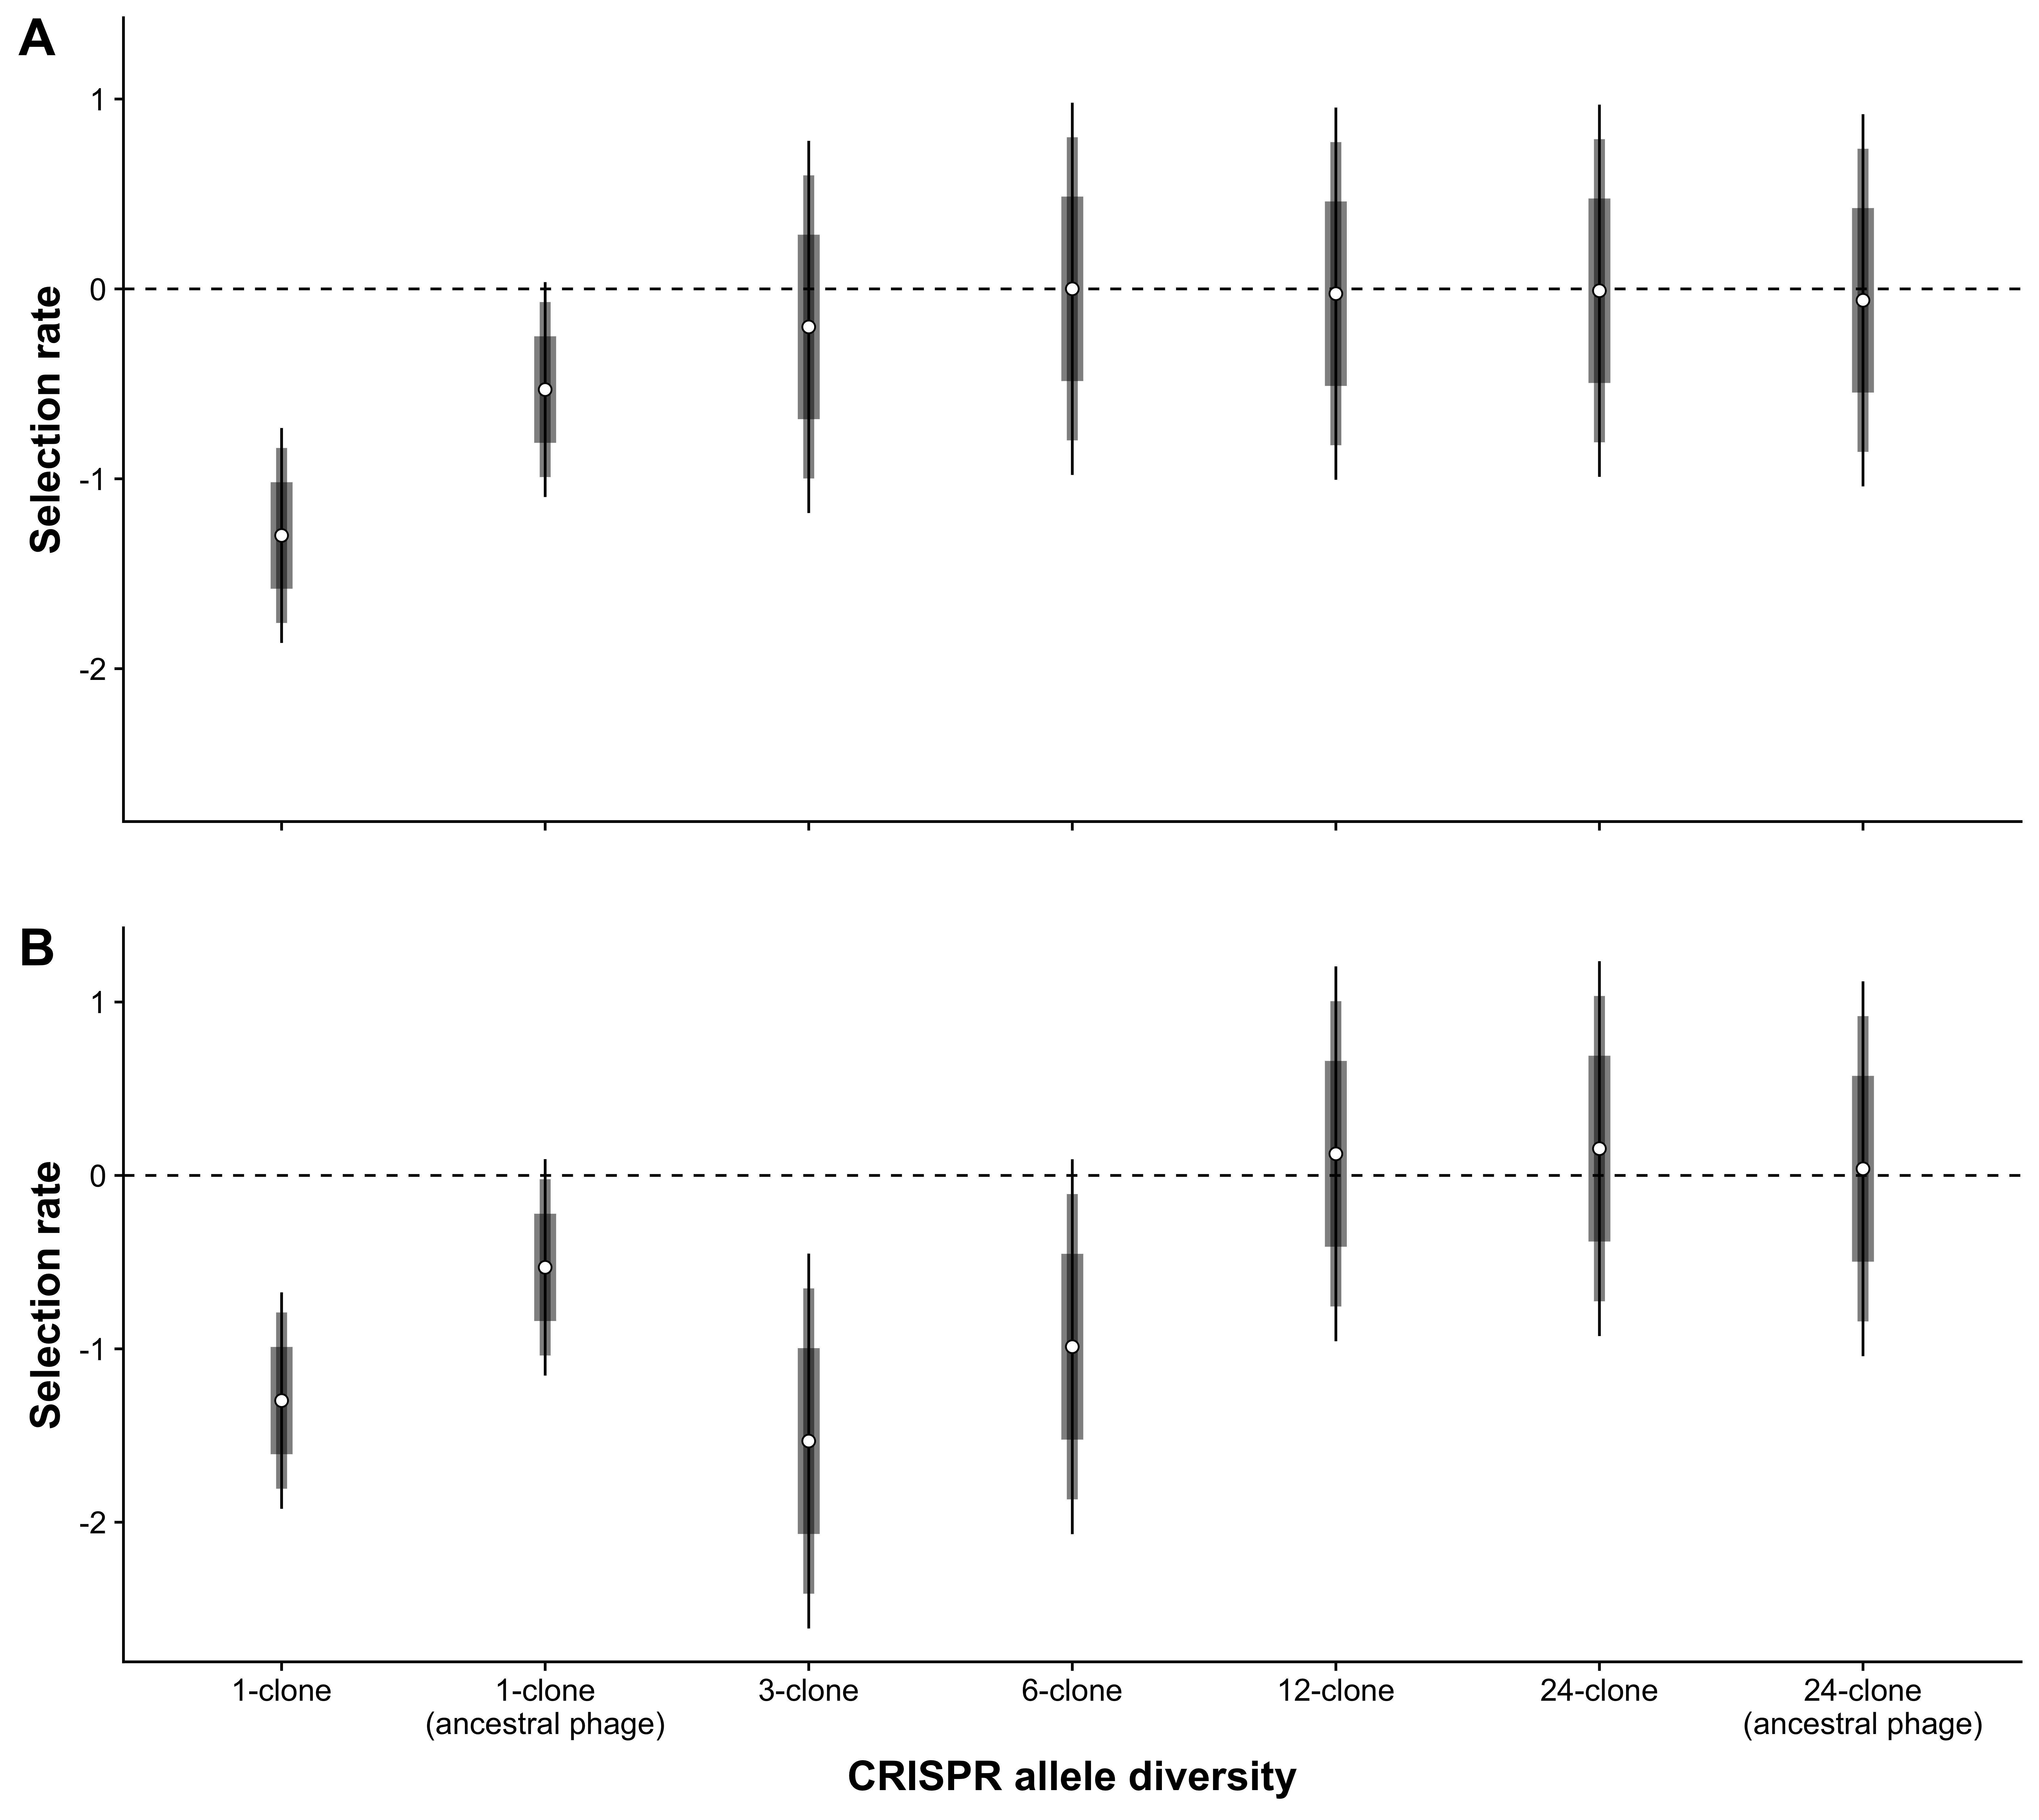 A
1
0
-1
-2
Selection rate
B
1
0
-1
-2
Selection rate
1-clone
1-clone
(ancestral phage)
3-clone
6-clone
12-clone
24-clone
24-clone
(ancestral phage)
CRISPR allele diversity